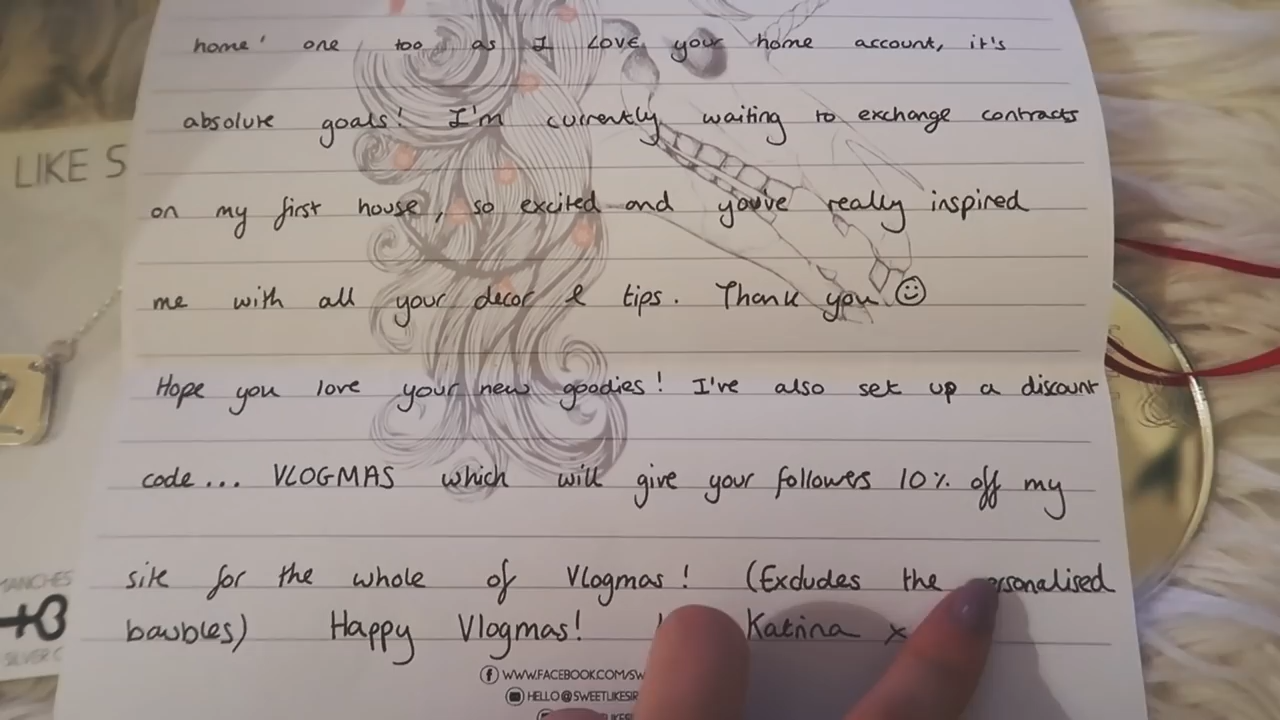 home' one too as I LOVE your home account, it's
absolute goals! I'm currently waiting to exchange contracts
on my first house, so excited and you've really inspired
me with all your decor & tips. Thank you ☺
Hope you love your new goodies! I've also set up a discount
code... VLOGMAS which will give your followers 10% off my
site for the whole of Vlogmas! (Excludes the personalised
baubles) Happy Vlogmas! Katrina x
WWW.FACEBOOK.COM/SW
HELLO@SWEETLIKESIR
LIKE S
MANCHES
SILVER C